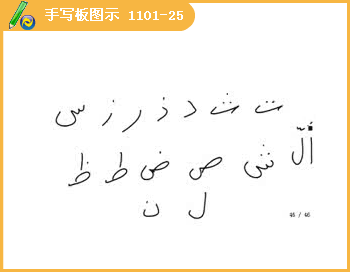 手写板图示 1101-25
ت ث د ذ ر ز س
اَلّ ش ص ض ط ظ
ل ن
46 / 46